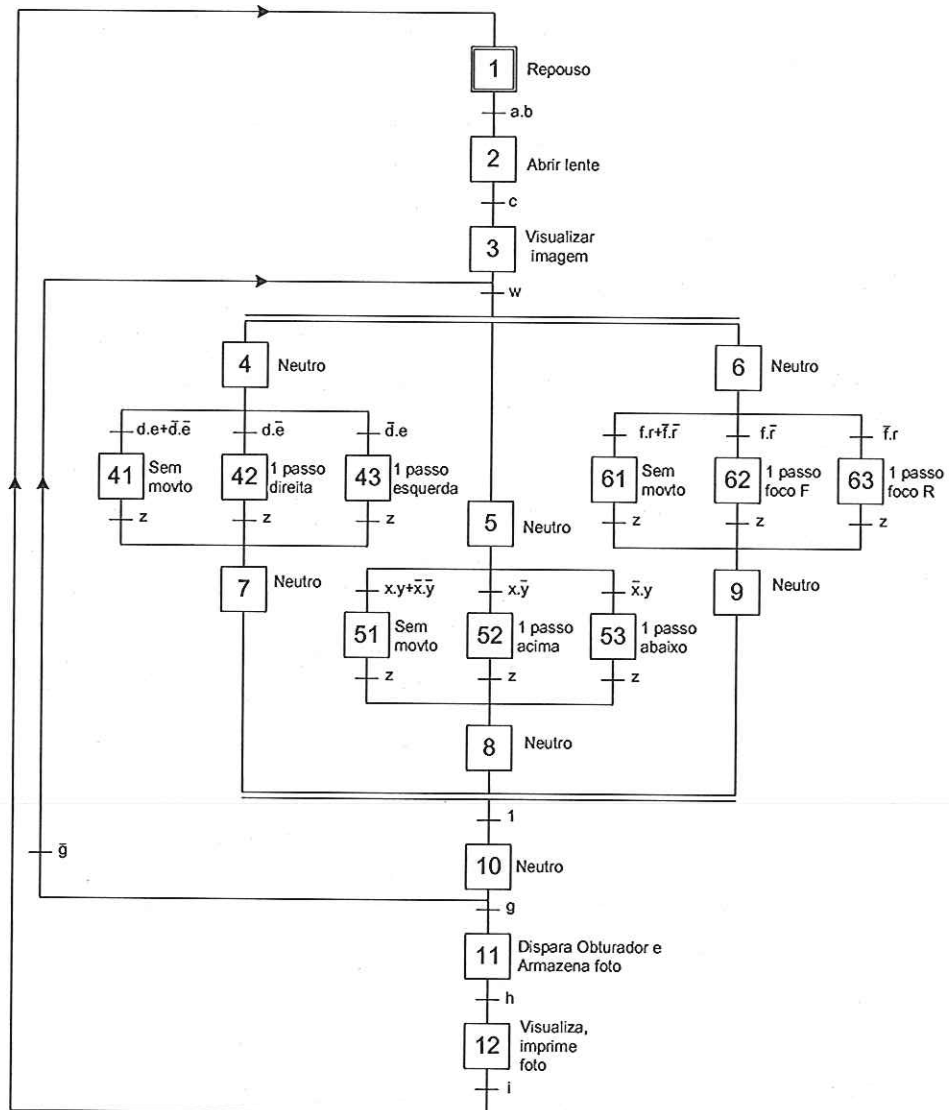 1 Repouso
a.b
2 Abrir lente
c
3 Visualizar
imagem
w
4 Neutro
6 Neutro
d.e+d̅.e̅
d.e̅
d̅.e
f.r+f̅.r̅
f.r̅
f̅.r
41 Sem
movto
42 1 passo
direita
43 1 passo
esquerda
61 Sem
movto
62 1 passo
foco F
63 1 passo
foco R
z
z
z
z
z
z
5 Neutro
7 Neutro
9 Neutro
x.y+x̅.y̅
x.y̅
x̅.y
51 Sem
movto
52 1 passo
acima
53 1 passo
abaixo
z
z
z
8 Neutro
1
g̅
10 Neutro
g
11 Dispara Obturador e
Armazena foto
h
12 Visualiza,
imprime
foto
i